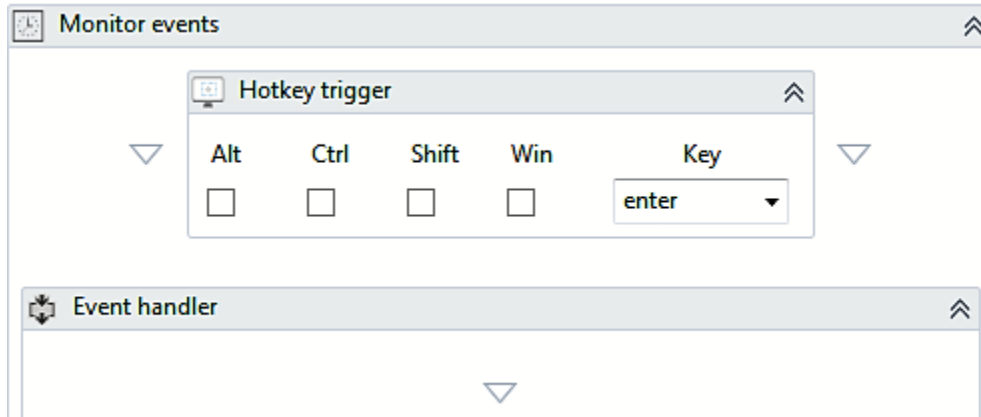 Monitor events
Hotkey trigger
Alt Ctrl Shift Win Key
enter
Event handler